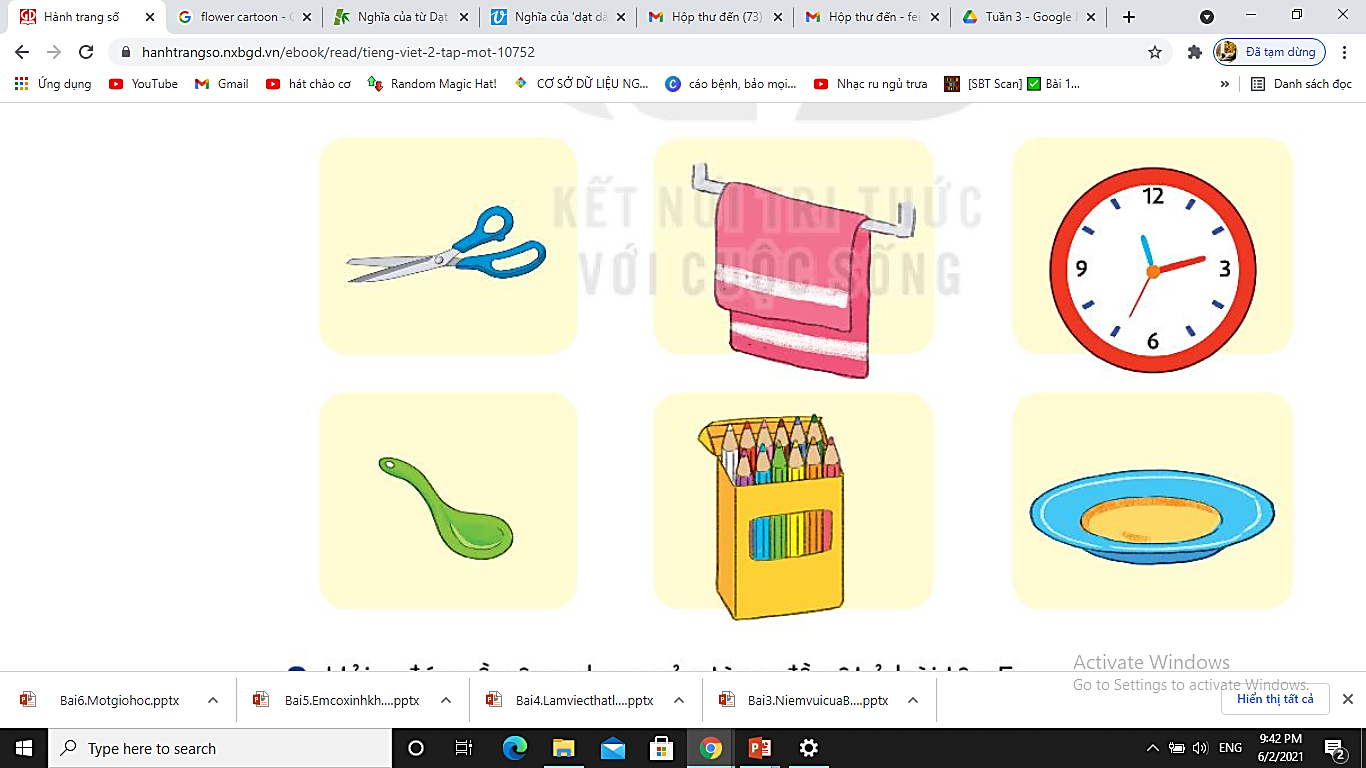 Hành trang số
flower cartoon - G
Nghĩa của từ Dạt
Nghĩa của 'dạt dà
Hộp thư đến (73)
Hộp thư đến - fei
Tuần 3 - Google
hanhtrangso.nxbgd.vn/ebook/read/tieng-viet-2-tap-mot-10752
Đã tạm dừng
Ứng dụng
YouTube
Gmail
hát chào cơ
Random Magic Hat!
CƠ SỞ DỮ LIỆU NG...
cáo bệnh, bảo mọi...
Nhạc ru ngủ trưa
[SBT Scan] ✅ Bài 1...
»
Danh sách đọc
KẾT NỐI TRI THỨC
VỚI CUỘC SỐNG
12
9
3
6
Activate Windows
Go to Settings to activate Windows.
Bai6.Motgiohoc.pptx
Bai5.Emcoxinhkh....pptx
Bai4.Lamviecthatl....pptx
Bai3.NiemvuicuaB....pptx
Hiển thị tất cả
Type here to search
ENG
9:42 PM
6/2/2021
2